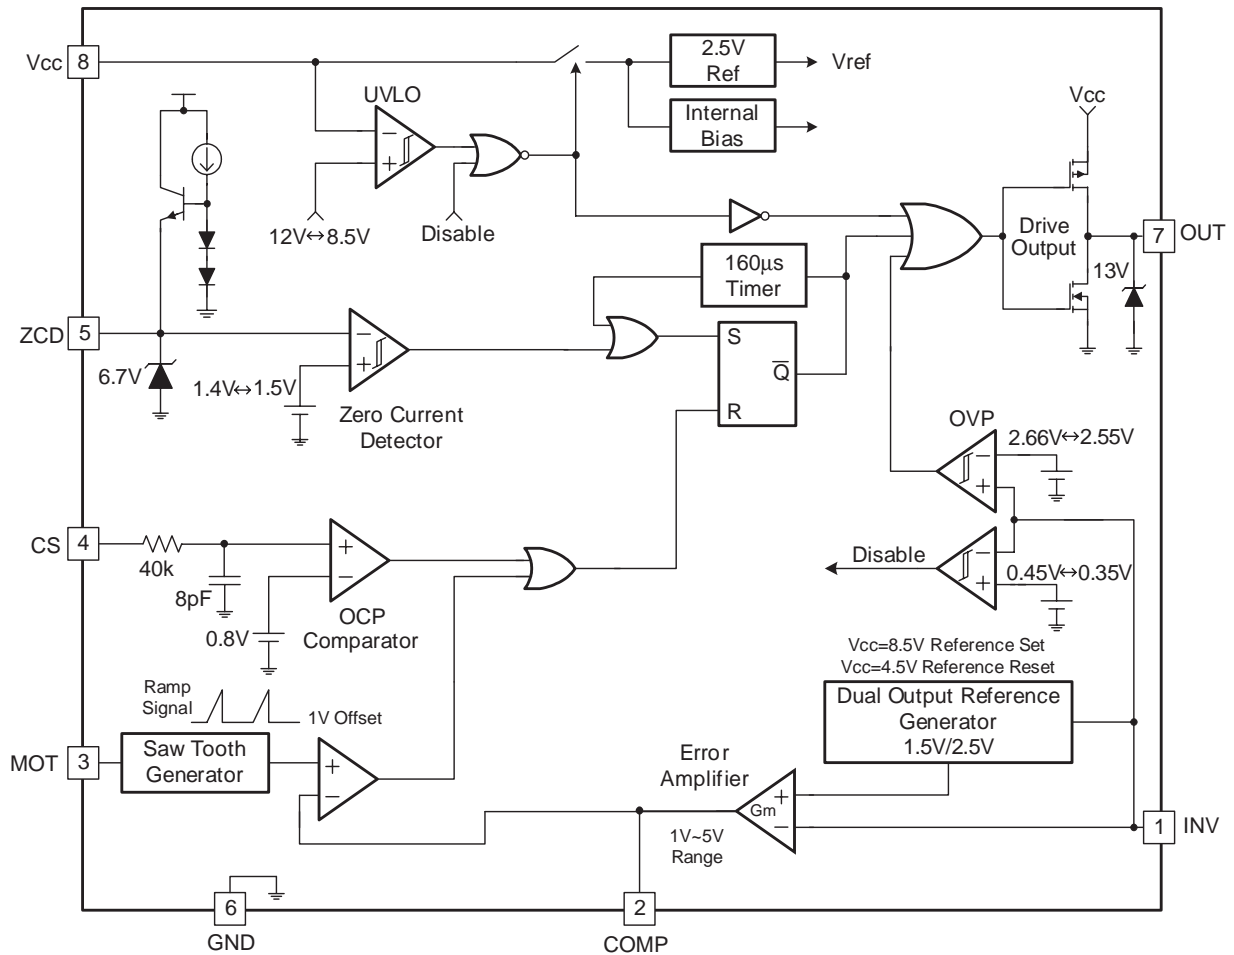 Vcc
8
2.5V
Ref
Vref
UVLO
Internal
Bias
Vcc
−
+
12V↔8.5V
Disable
Drive
Output
7
OUT
160μs
Timer
13V
ZCD
5
−
+
S
Q̅
R
6.7V
1.4V↔1.5V
Zero Current
Detector
OVP
2.66V↔2.55V
−
+
CS
4
40k
8pF
+
−
0.8V
OCP
Comparator
Disable
−
+
0.45V↔0.35V
Vcc=8.5V Reference Set
Vcc=4.5V Reference Reset
Dual Output Reference
Generator
1.5V/2.5V
Ramp
Signal
1V Offset
MOT
3
Saw Tooth
Generator
+
−
Error
Amplifier
Gm
+
−
1V~5V
Range
1
INV
6
GND
2
COMP